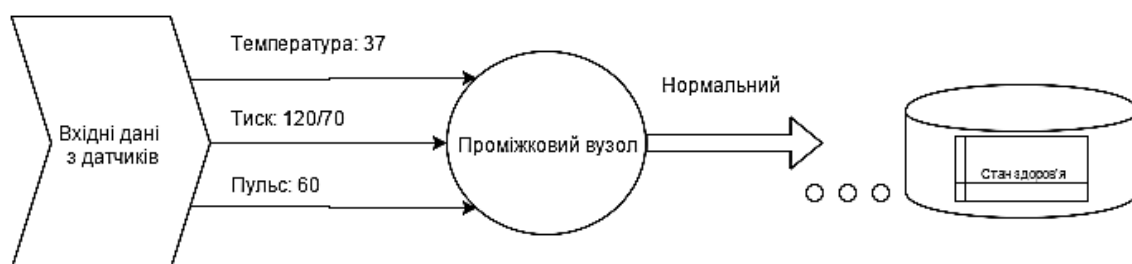 Температура: 37
Тиск: 120/70
Пульс: 60
Вхідні дані
з датчиків
Проміжковий вузол
Нормальний
Стан здоров'я